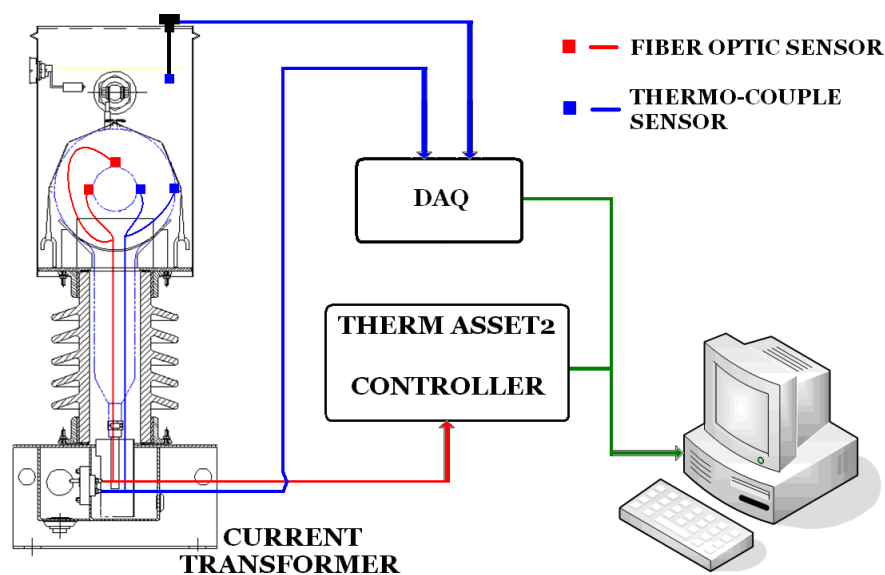 FIBER OPTIC SENSOR
THERMO-COUPLE
SENSOR
DAQ
THERM ASSET2
CONTROLLER
CURRENT
TRANSFORMER